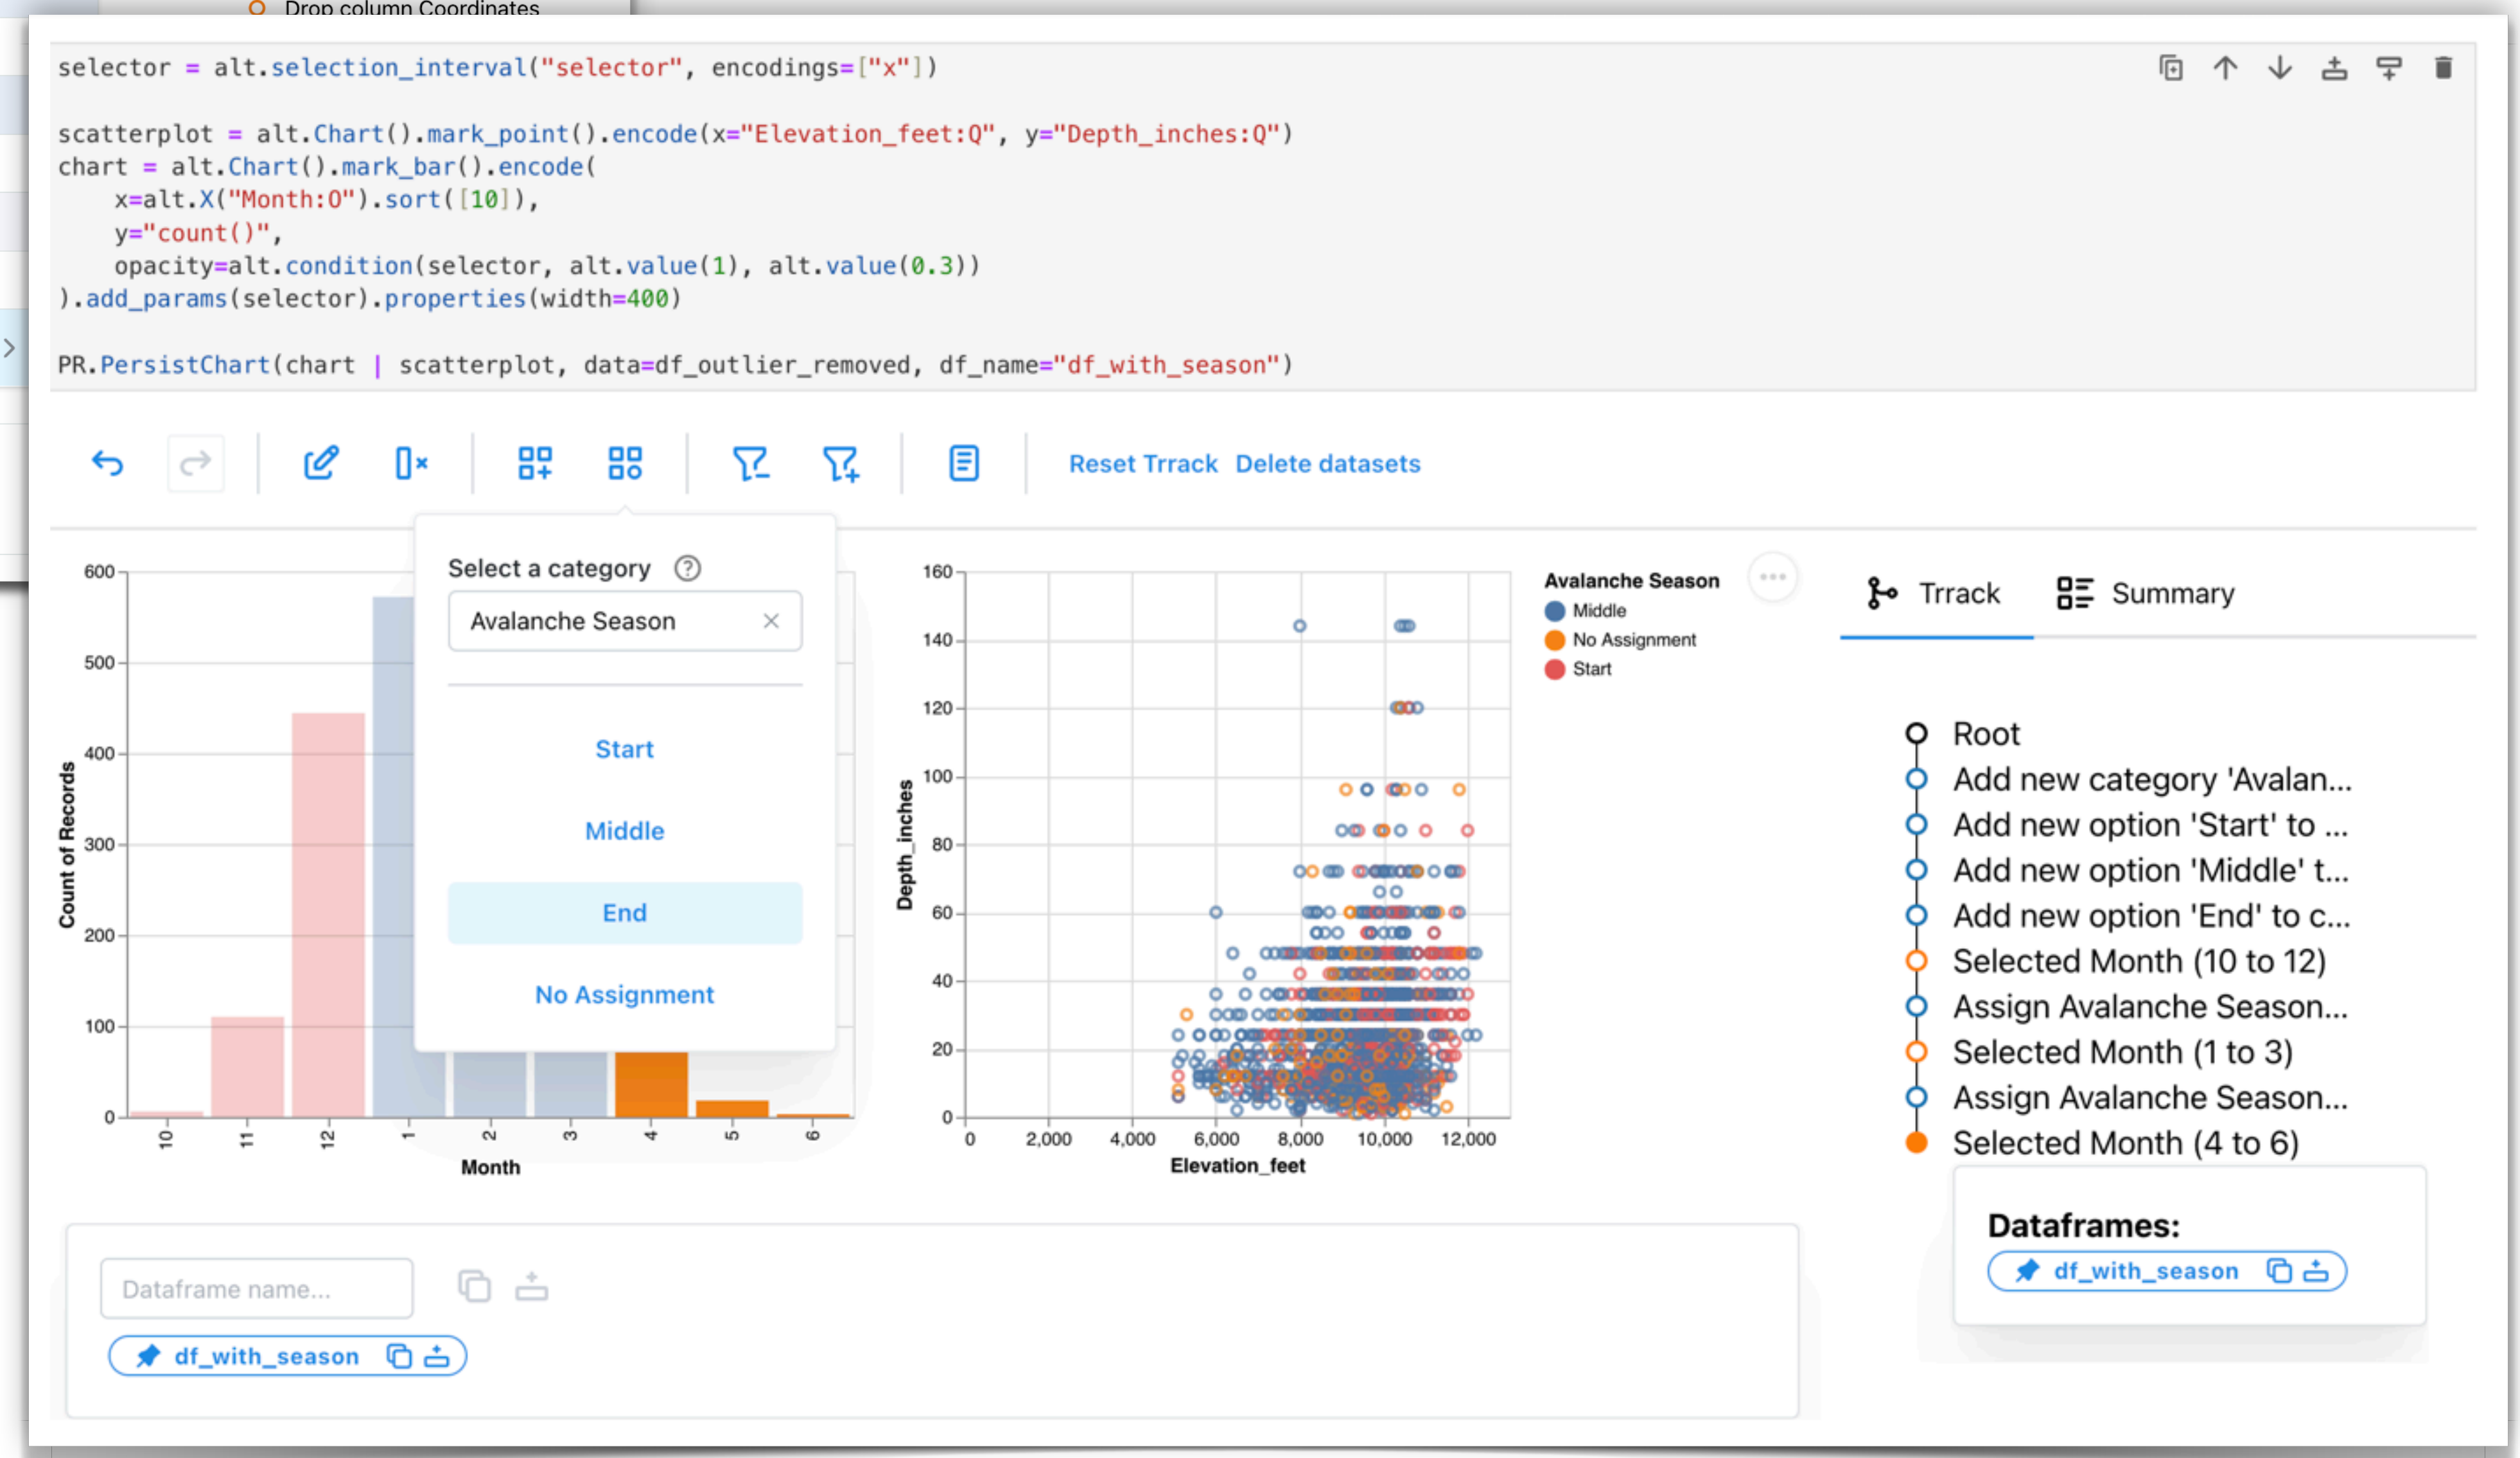 Drop column Coordinates
selector = alt.selection_interval("selector", encodings=["x"])
scatterplot = alt.Chart().mark_point().encode(x="Elevation_feet:Q", y="Depth_inches:Q")
chart = alt.Chart().mark_bar().encode(
    x=alt.X("Month:O").sort([10]),
    y="count()",
    opacity=alt.condition(selector, alt.value(1), alt.value(0.3))
).add_params(selector).properties(width=400)
PR.PersistChart(chart | scatterplot, data=df_outlier_removed, df_name="df_with_season")
Reset Trrack Delete datasets
Select a category ?
Avalanche Season
Start
Middle
End
No Assignment
Count of Records
600
500
400
300
200
100
0
10 11 12 1 2 3 4 5 6
Month
Depth_inches
160
140
120
100
80
60
40
20
0
0 2,000 4,000 6,000 8,000 10,000 12,000
Elevation_feet
Avalanche Season
Middle
No Assignment
Start
Trrack Summary
Root
Add new category 'Avalan...
Add new option 'Start' to ...
Add new option 'Middle' t...
Add new option 'End' to c...
Selected Month (10 to 12)
Assign Avalanche Season...
Selected Month (1 to 3)
Assign Avalanche Season...
Selected Month (4 to 6)
Dataframes:
df_with_season
Dataframe name...
df_with_season